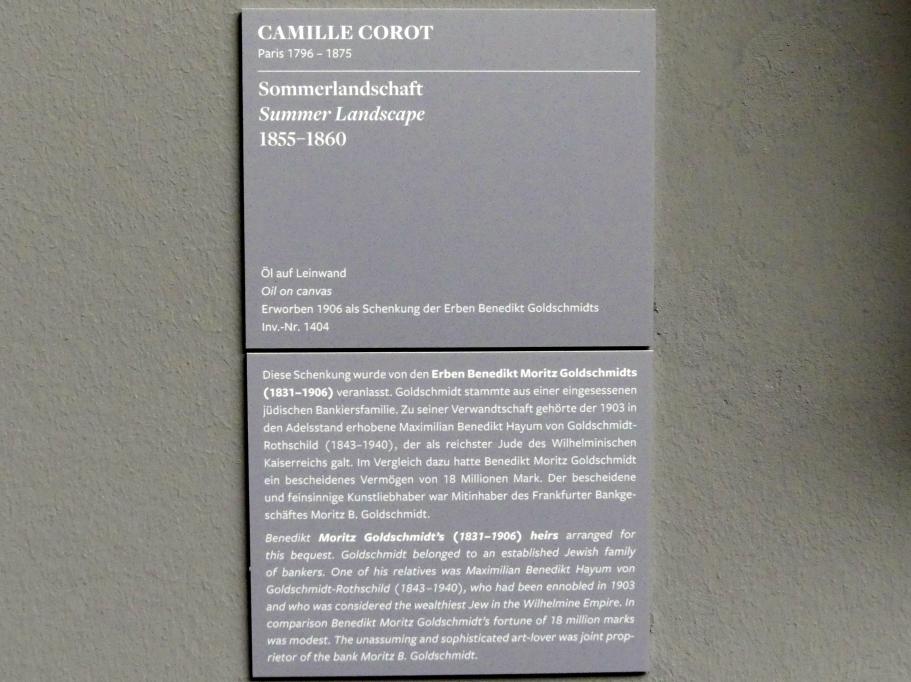 CAMILLE COROT
Paris 1796 – 1875
Sommerlandschaft
Summer Landscape
1855–1860
Öl auf Leinwand
Oil on canvas
Erworben 1906 als Schenkung der Erben Benedikt Goldschmidts
Inv.-Nr. 1404
Diese Schenkung wurde von den Erben Benedikt Moritz Goldschmidts
(1831–1906) veranlasst. Goldschmidt stammte aus einer eingesessenen
jüdischen Bankiersfamilie. Zu seiner Verwandtschaft gehörte der 1903 in
den Adelsstand erhobene Maximilian Benedikt Hayum von Goldschmidt-
Rothschild (1843–1940), der als reichster Jude des Wilhelminischen
Kaiserreichs galt. Im Vergleich dazu hatte Benedikt Moritz Goldschmidt
ein bescheidenes Vermögen von 18 Millionen Mark. Der bescheidene
und feinsinnige Kunstliebhaber war Mitinhaber des Frankfurter Bankge-
schäftes Moritz B. Goldschmidt.
Benedikt Moritz Goldschmidt's (1831–1906) heirs arranged for
this bequest. Goldschmidt belonged to an established Jewish family
of bankers. One of his relatives was Maximilian Benedikt Hayum von
Goldschmidt-Rothschild (1843–1940), who had been ennobled in 1903
and who was considered the wealthiest Jew in the Wilhelmine Empire. In
comparison Benedikt Moritz Goldschmidt's fortune of 18 million marks
was modest. The unassuming and sophisticated art-lover was joint prop-
rietor of the bank Moritz B. Goldschmidt.